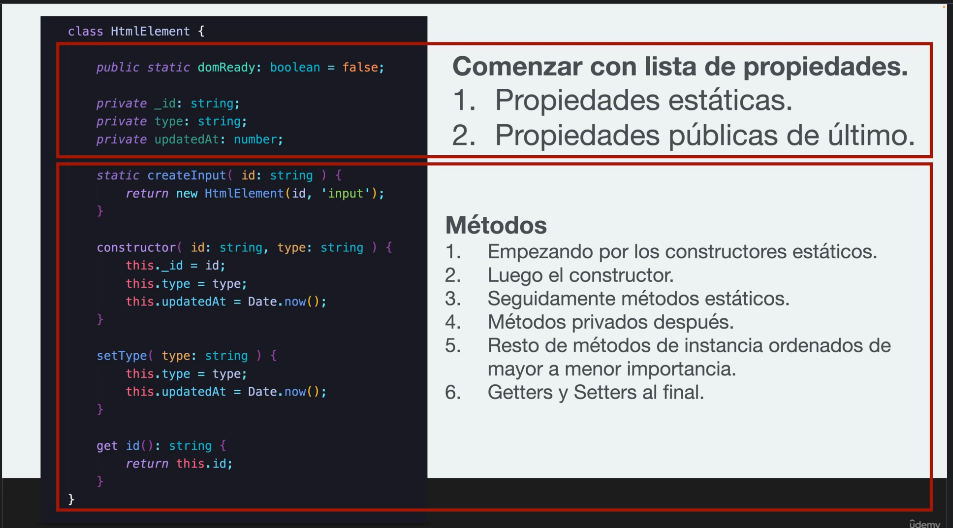 class HtmlElement {
public static domReady: boolean = false;
Comenzar con lista de propiedades.
1. Propiedades estáticas.
2. Propiedades públicas de último.
private _id: string;
private type: string;
private updatedAt: number;
static createInput( id: string ) {
return new HtmlElement(id, 'input');
}
constructor( id: string, type: string ) {
this._id = id;
this.type = type;
this.updatedAt = Date.now();
}
setType( type: string ) {
this.type = type;
this.updatedAt = Date.now();
}
get id(): string {
return this.id;
}
}
Métodos
1. Empezando por los constructores estáticos.
2. Luego el constructor.
3. Seguidamente métodos estáticos.
4. Métodos privados después.
5. Resto de métodos de instancia ordenados de
mayor a menor importancia.
6. Getters y Setters al final.
udemy